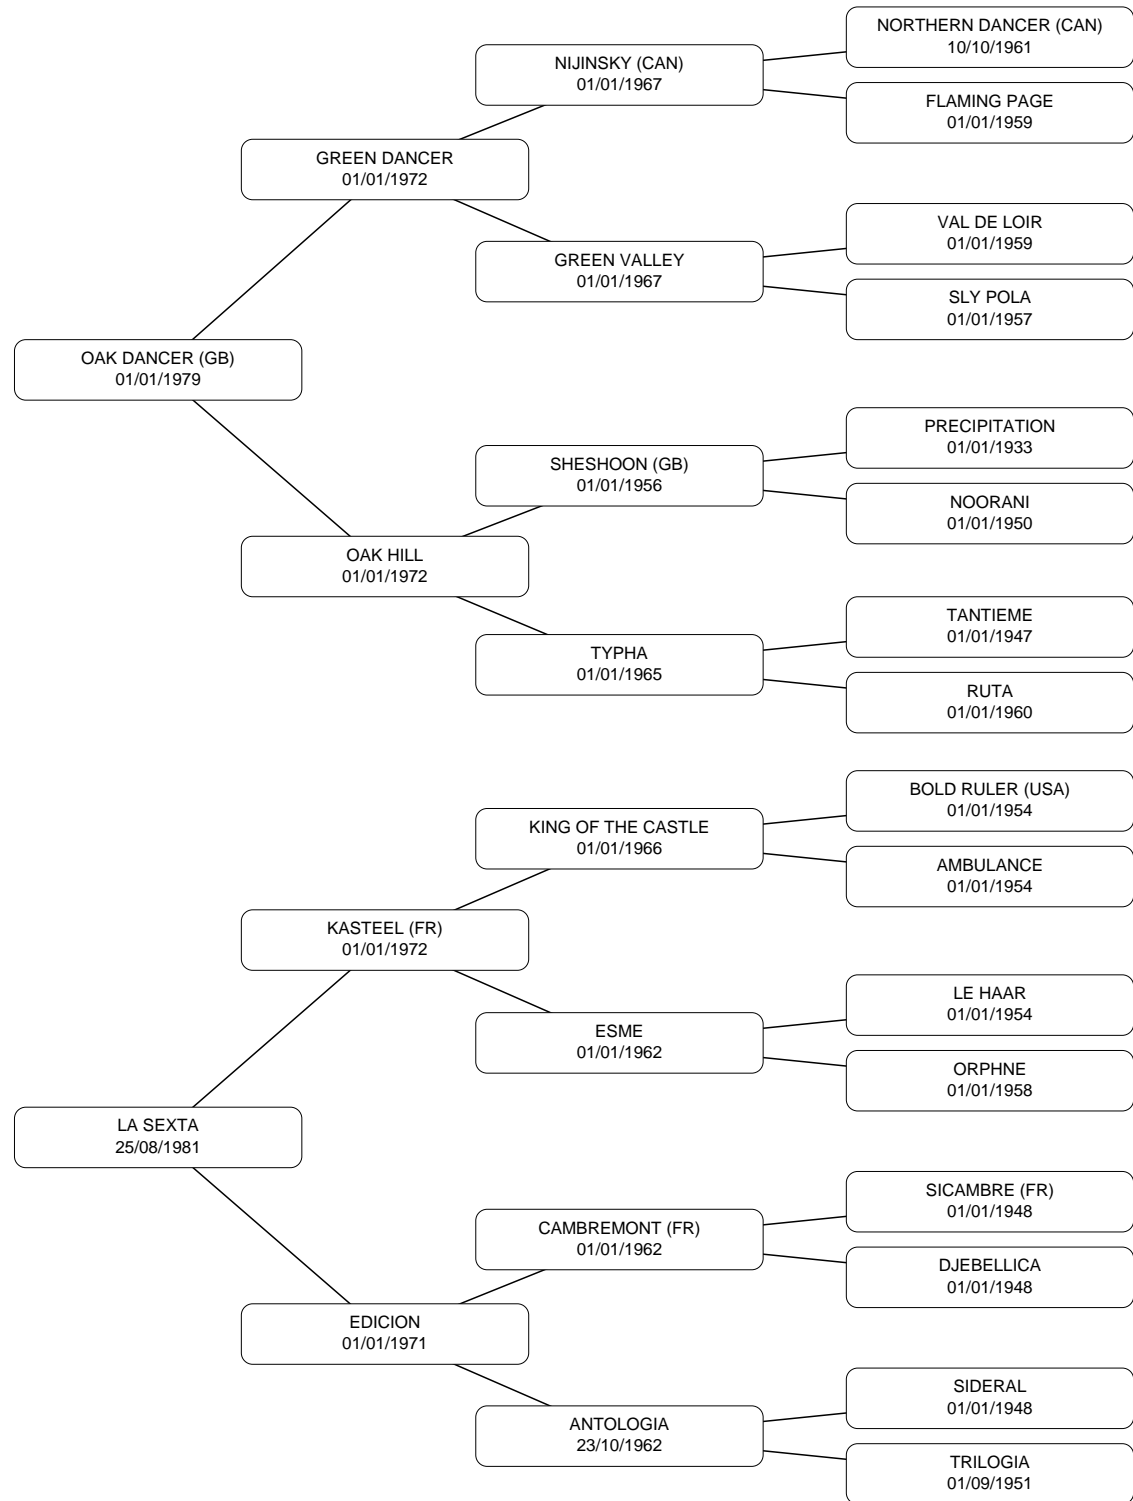 NORTHERN DANCER (CAN)
10/10/1961
NIJINSKY (CAN)
01/01/1967
FLAMING PAGE
01/01/1959
GREEN DANCER
01/01/1972
VAL DE LOIR
01/01/1959
GREEN VALLEY
01/01/1967
SLY POLA
01/01/1957
OAK DANCER (GB)
01/01/1979
PRECIPITATION
01/01/1933
SHESHOON (GB)
01/01/1956
NOORANI
01/01/1950
OAK HILL
01/01/1972
TANTIEME
01/01/1947
TYPHA
01/01/1965
RUTA
01/01/1960
BOLD RULER (USA)
01/01/1954
KING OF THE CASTLE
01/01/1966
AMBULANCE
01/01/1954
KASTEEL (FR)
01/01/1972
LE HAAR
01/01/1954
ESME
01/01/1962
ORPHNE
01/01/1958
LA SEXTA
25/08/1981
SICAMBRE (FR)
01/01/1948
CAMBREMONT (FR)
01/01/1962
DJEBELLICA
01/01/1948
EDICION
01/01/1971
SIDERAL
01/01/1948
ANTOLOGIA
23/10/1962
TRILOGIA
01/09/1951